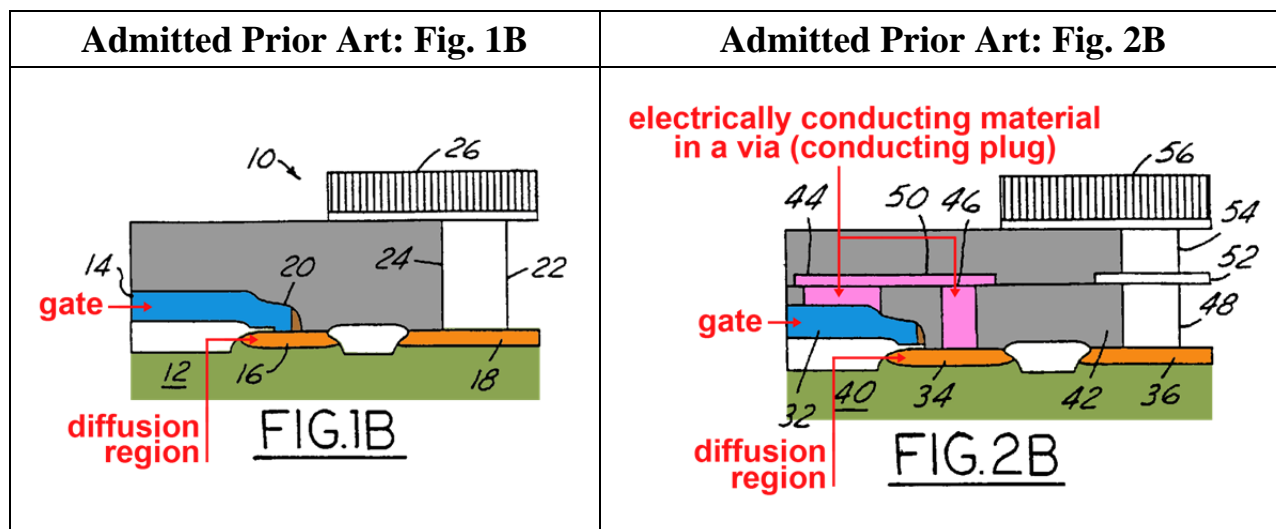 Admitted Prior Art: Fig. 1B
Admitted Prior Art: Fig. 2B
10
26
14
gate
20
24
22
12
16
18
diffusion
region
FIG.1B
electrically conducting material
in a via (conducting plug)
56
44
50
46
54
52
gate
48
32
40
34
42
36
diffusion
region
FIG.2B